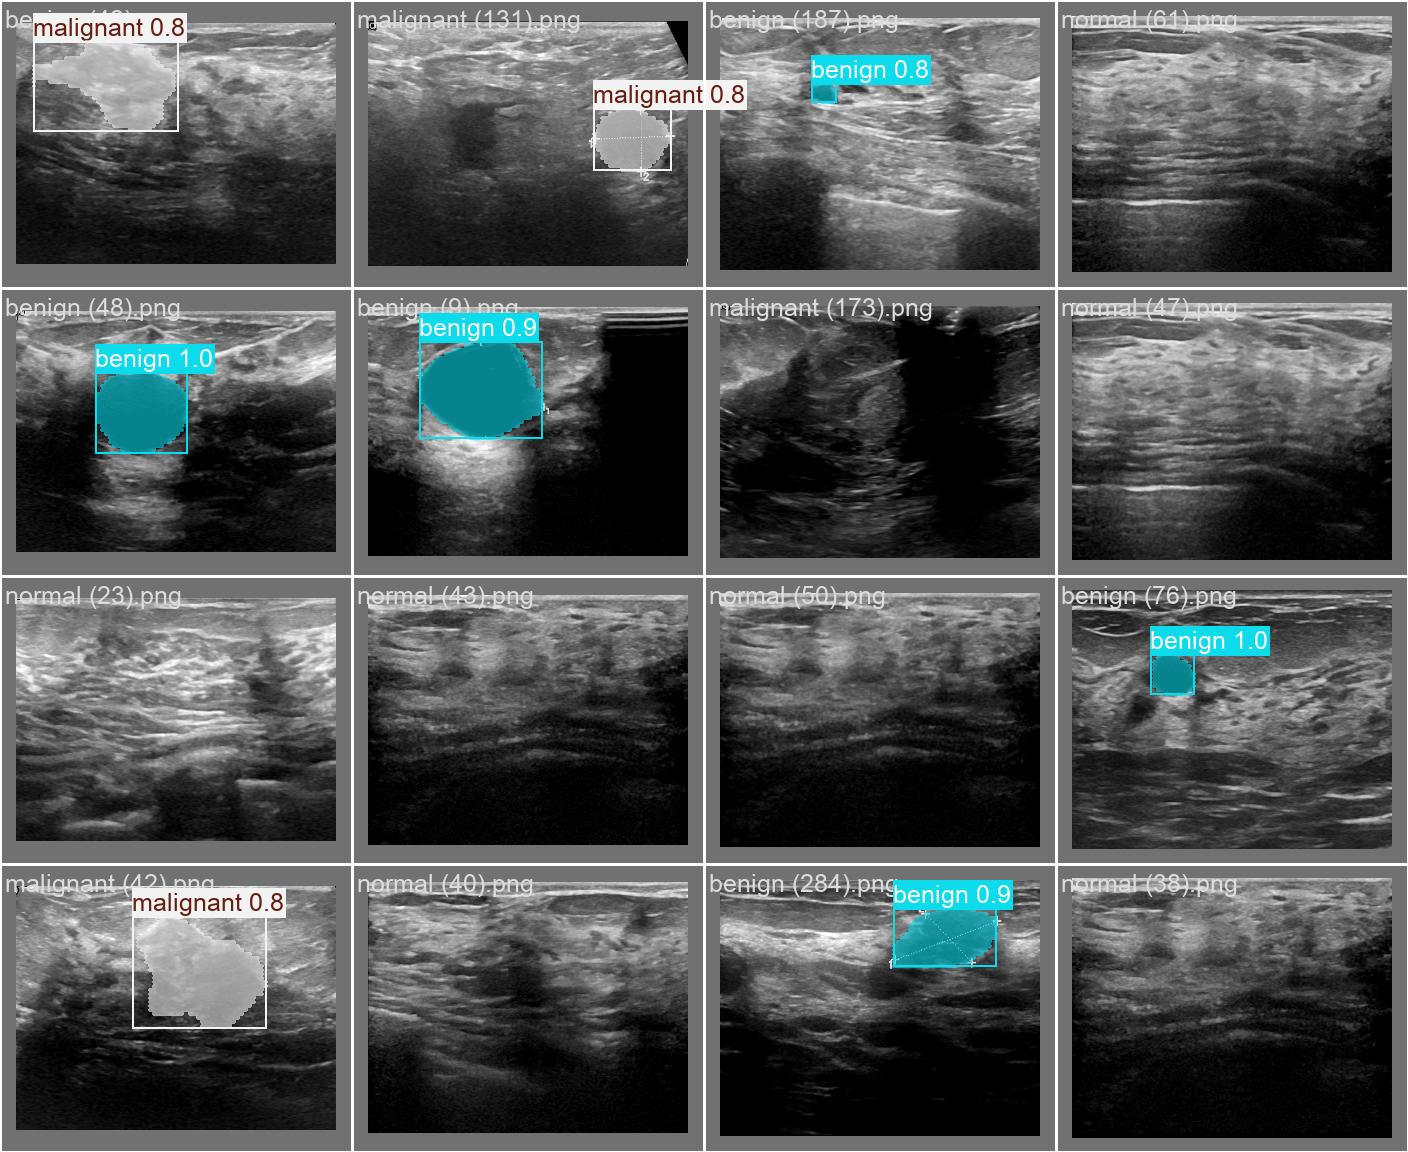 malignant 0.8
malignant (131).png
malignant 0.8
benign (187).png
benign 0.8
normal (61).png
benign (48).png
benign 1.0
benign (9).png
benign 0.9
1
malignant (173).png
normal (47).png
normal (23).png
normal (43).png
normal (50).png
benign (76).png
benign 1.0
malignant (42).png
malignant 0.8
normal (40).png
benign (284).png
benign 0.9
normal (38).png